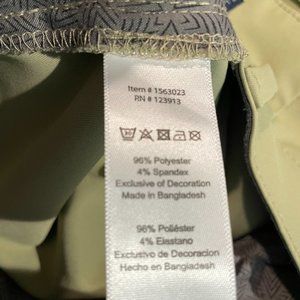 Item # 1563023
RN # 123913
96% Polyester
4% Spandex
Exclusive of Decoration
Made in Bangladesh
96% Poliéster
4% Elastano
Exclusivo de Decoracion
Hecho en Bangladesh